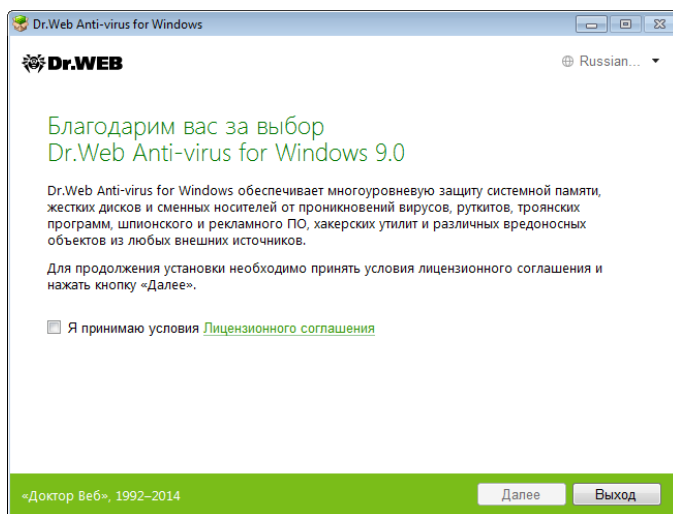 Dr.Web Anti-virus for Windows
Dr.WEB
Russian...
Благодарим вас за выбор
Dr.Web Anti-virus for Windows 9.0
Dr.Web Anti-virus for Windows обеспечивает многоуровневую защиту системной памяти,
жестких дисков и сменных носителей от проникновений вирусов, руткитов, троянских
программ, шпионского и рекламного ПО, хакерских утилит и различных вредоносных
объектов из любых внешних источников.
Для продолжения установки необходимо принять условия лицензионного соглашения и
нажать кнопку «Далее».
Я принимаю условия Лицензионного соглашения
«Доктор Веб», 1992–2014
Далее
Выход